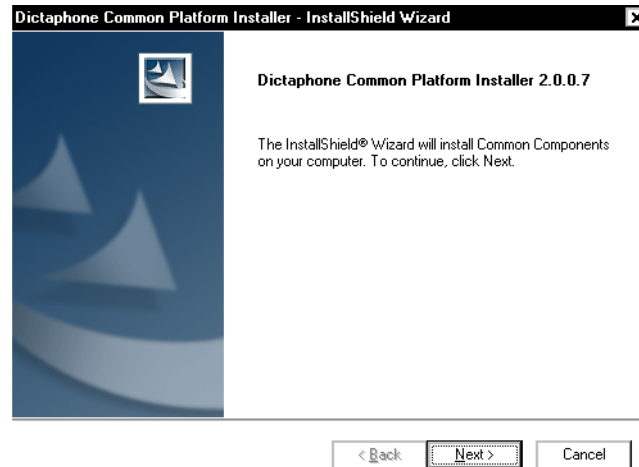 Dictaphone Common Platform Installer - InstallShield Wizard
Dictaphone Common Platform Installer 2.0.0.7
The InstallShield® Wizard will install Common Components
on your computer. To continue, click Next.
< Back
Next >
Cancel